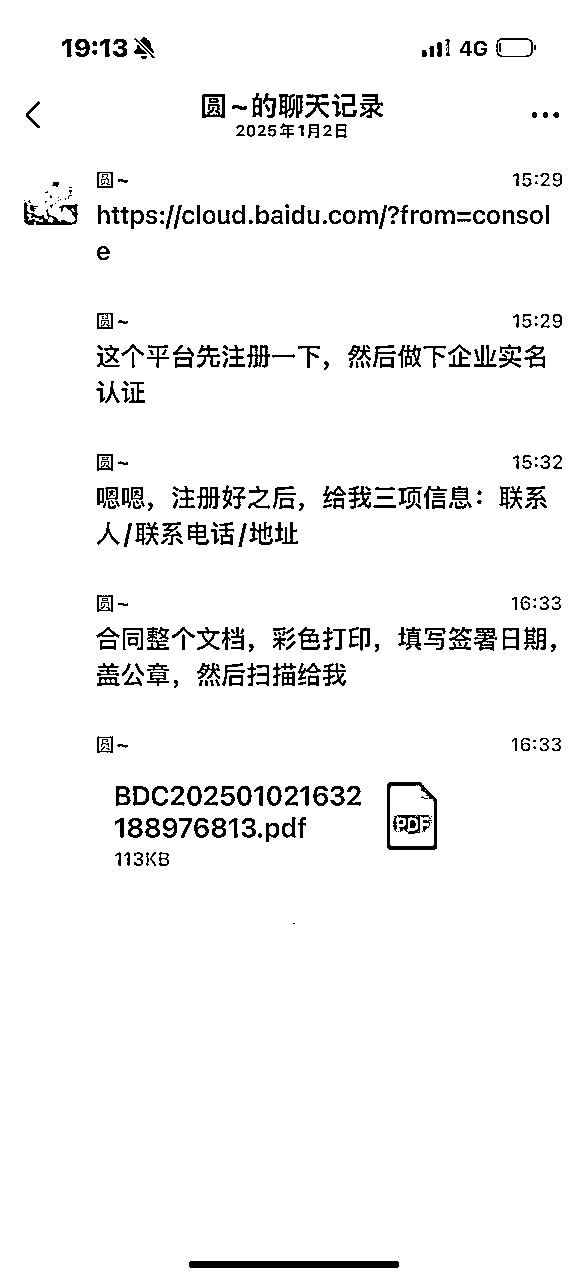 19:13
4G
圆~的聊天记录
2025年1月2日
圆~
15:29
https://cloud.baidu.com/?from=consol
e
圆~
15:29
这个平台先注册一下，然后做下企业实名
认证
圆~
15:32
嗯嗯，注册好之后，给我三项信息：联系
人/联系电话/地址
圆~
16:33
合同整个文档，彩色打印，填写签署日期，
盖公章，然后扫描给我
圆~
16:33
BDC202501021632
188976813.pdf
113KB
PDF